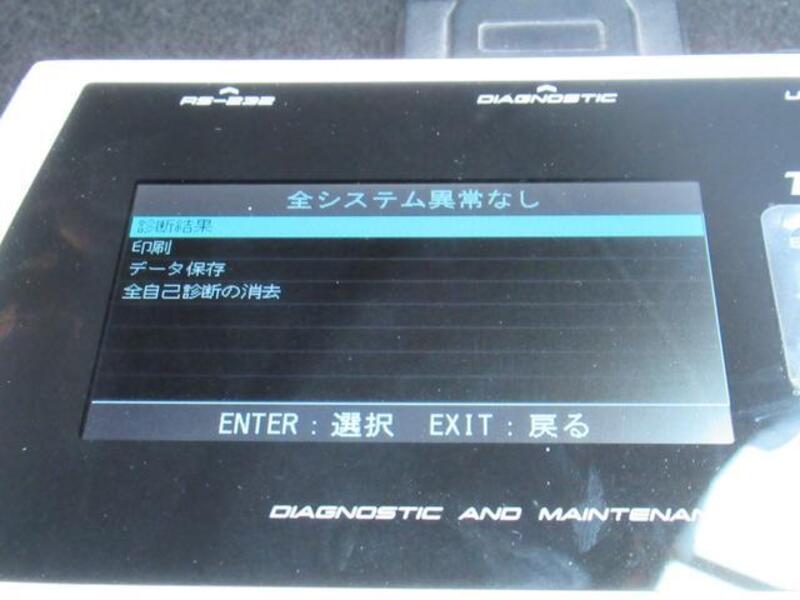 RS-232
DIAGNOSTIC
全システム異常なし
診断結果
印刷
データ保存
全自己診断の消去
ENTER：選択 EXIT：戻る
DIAGNOSTIC AND